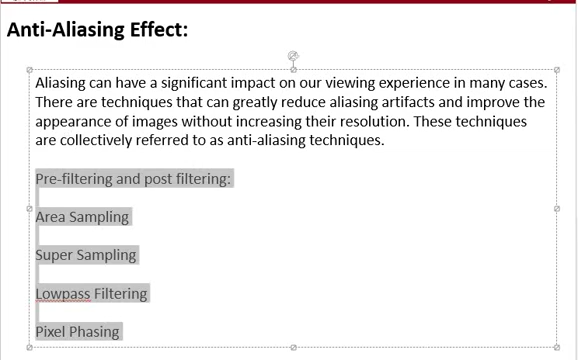 Anti-Aliasing Effect:
Aliasing can have a significant impact on our viewing experience in many cases.
There are techniques that can greatly reduce aliasing artifacts and improve the
appearance of images without increasing their resolution. These techniques
are collectively referred to as anti-aliasing techniques.
Pre-filtering and post filtering:
Area Sampling
Super Sampling
Lowpass Filtering
Pixel Phasing